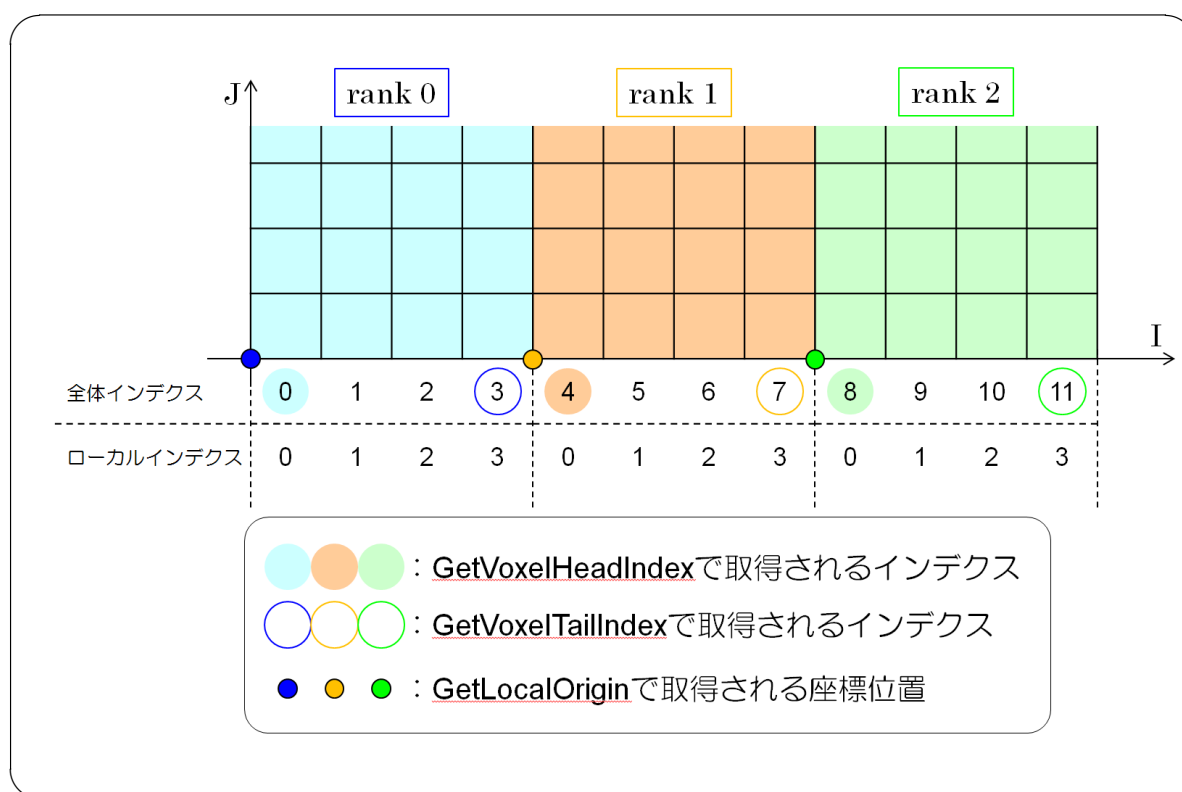 J rank 0 rank 1 rank 2
I
全体インデクス 0 1 2 3 4 5 6 7 8 9 10 11
ローカルインデクス 0 1 2 3 0 1 2 3 0 1 2 3
：GetVoxelHeadIndexで取得されるインデクス
：GetVoxelTailIndexで取得されるインデクス
：GetLocalOriginで取得される座標位置